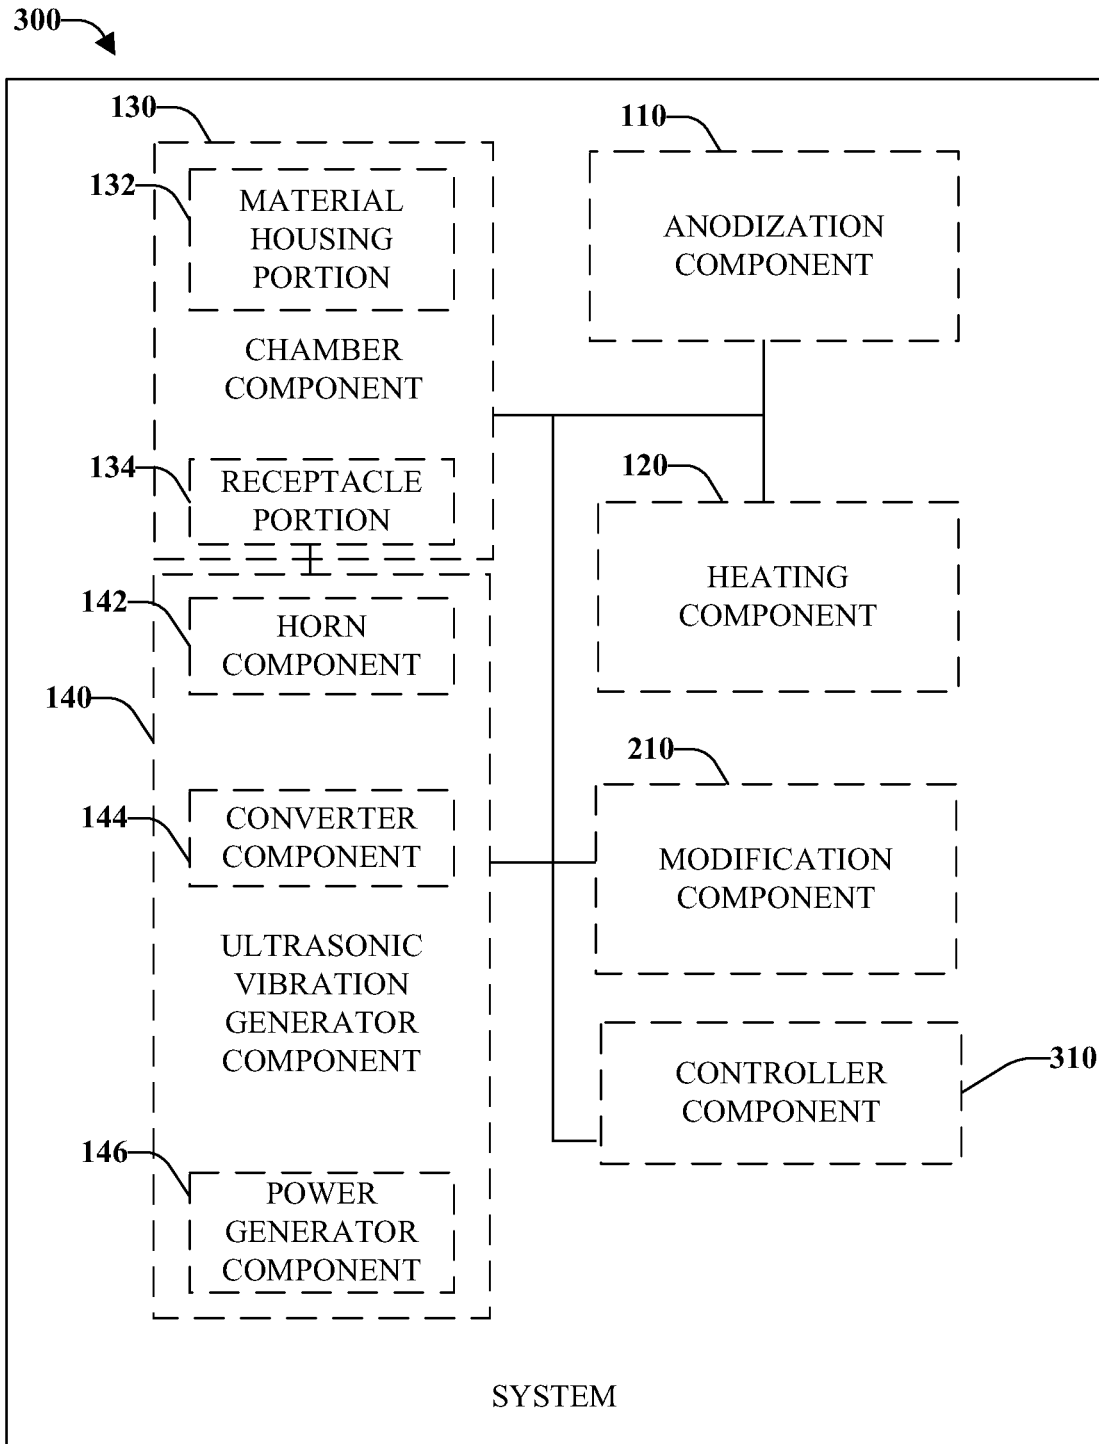 300
130
132
MATERIAL
HOUSING
PORTION
CHAMBER
COMPONENT
134
RECEPTACLE
PORTION
142
HORN
COMPONENT
140
144
CONVERTER
COMPONENT
ULTRASONIC
VIBRATION
GENERATOR
COMPONENT
146
POWER
GENERATOR
COMPONENT
110
ANODIZATION
COMPONENT
120
HEATING
COMPONENT
210
MODIFICATION
COMPONENT
CONTROLLER
COMPONENT
310
SYSTEM